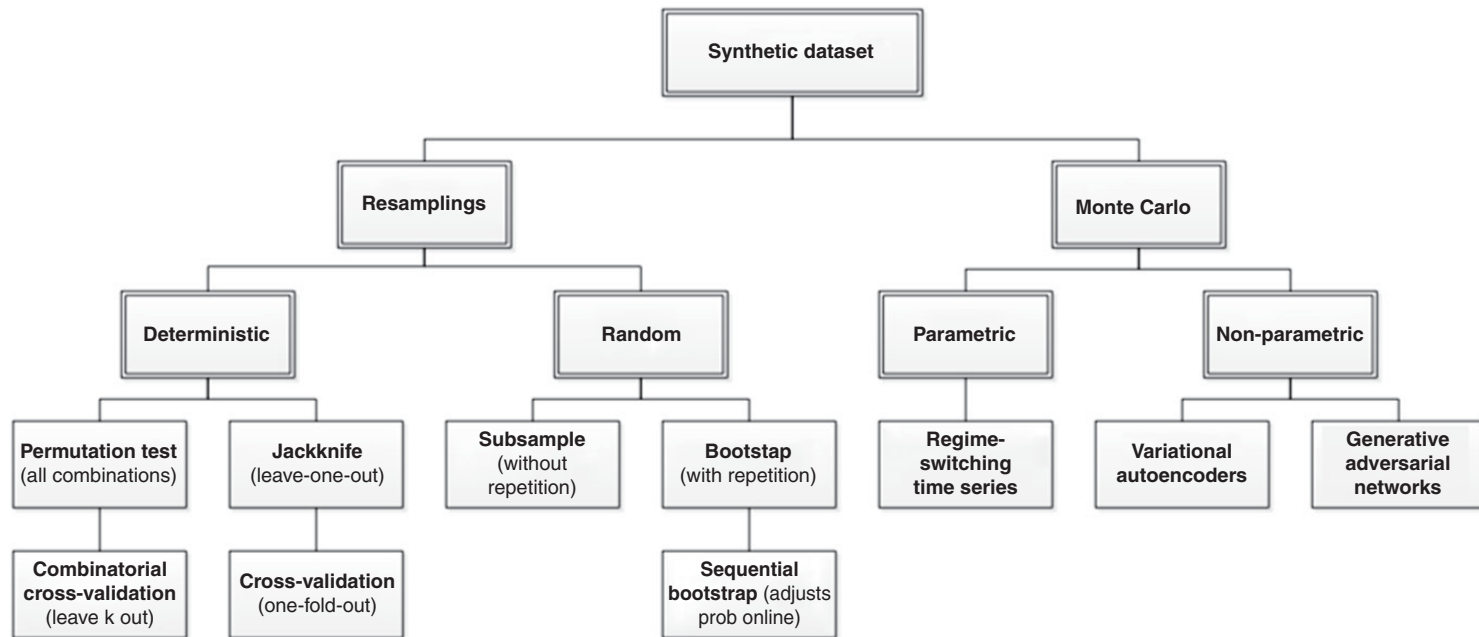 Synthetic dataset
Resamplings
Monte Carlo
Deterministic
Random
Parametric
Non-parametric
Permutation test
(all combinations)
Jackknife
(leave-one-out)
Subsample
(without
repetition)
Bootstap
(with repetition)
Regime-
switching
time series
Variational
autoencoders
Generative
adversarial
networks
Combinatorial
cross-validation
(leave k out)
Cross-validation
(one-fold-out)
Sequential
bootstrap (adjusts
prob online)